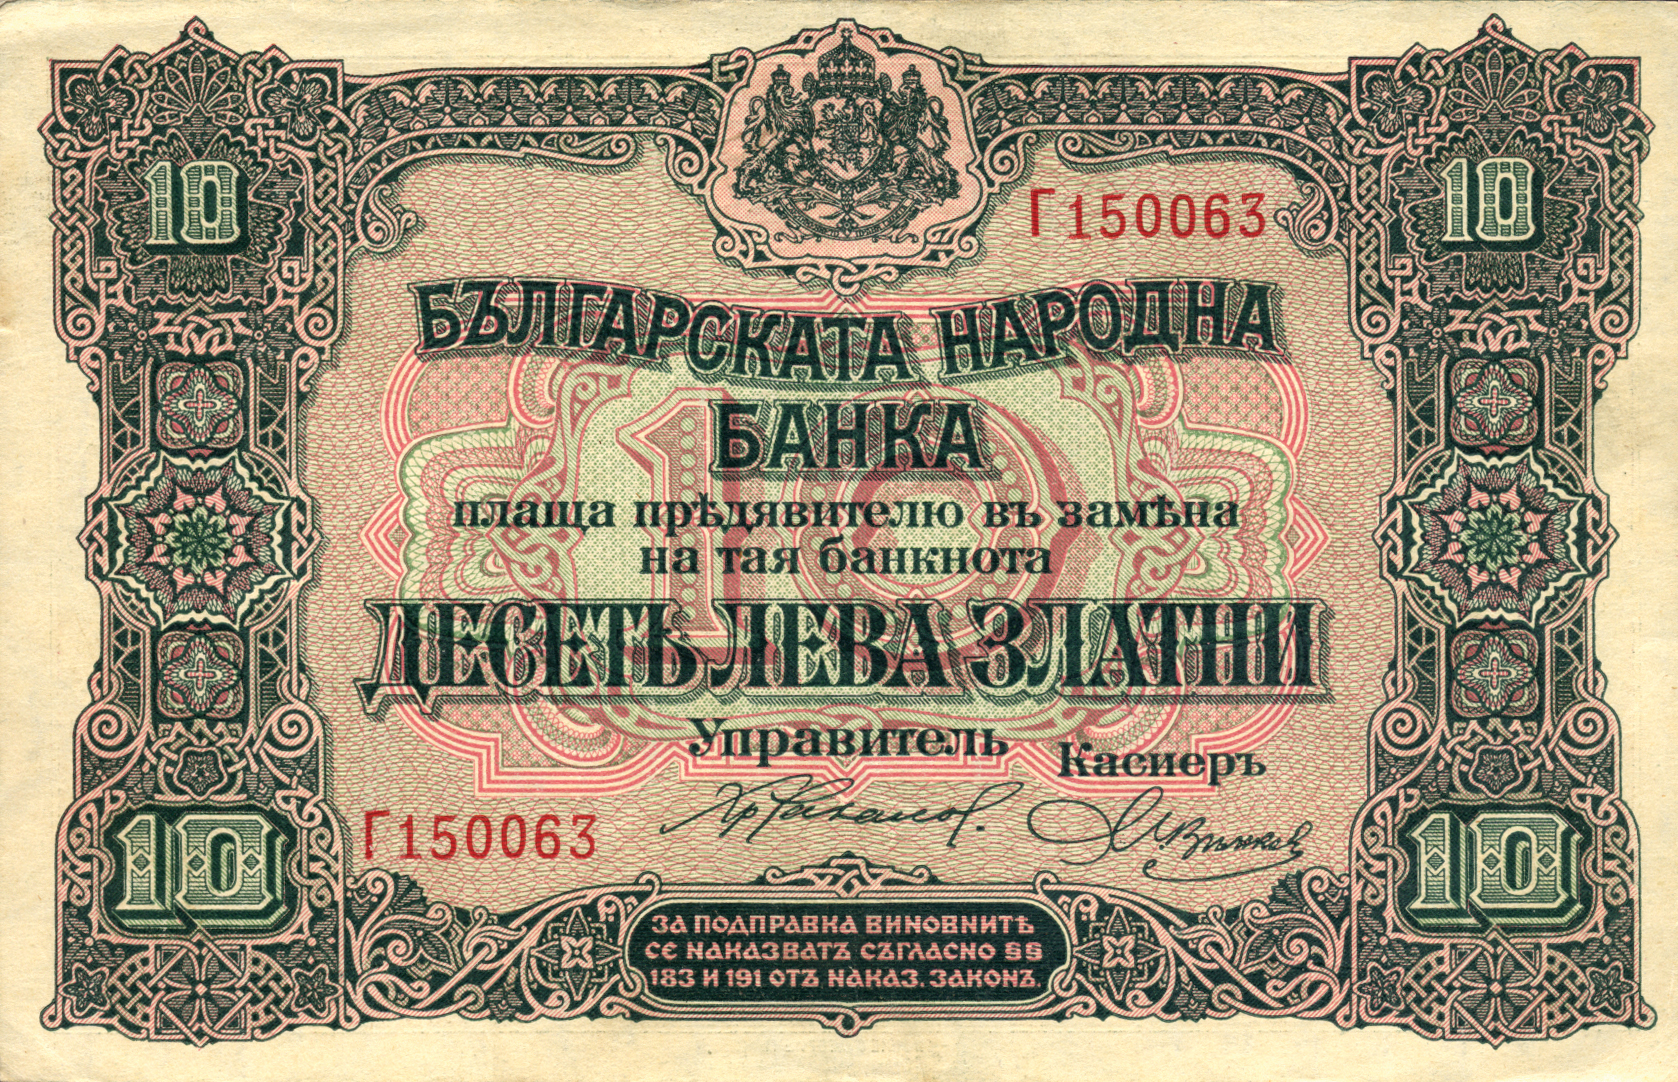 10
10
Г150063
БЪЛГАРСКАТА НАРОДНА
БАНКА
плаща прѣдявителю въ замѣна
на тая банкнота
ДЕСЕТЬ ЛЕВА ЗЛАТНИ
Управитель
Касиеръ
Г150063
10
10
ЗА ПОДПРАВКА ВИНОВНИТѢ
СЕ НАКАЗВАТЪ СЪГЛАСНО §§
183 И 191 ОТЪ НАКАЗ. ЗАКОНЪ.